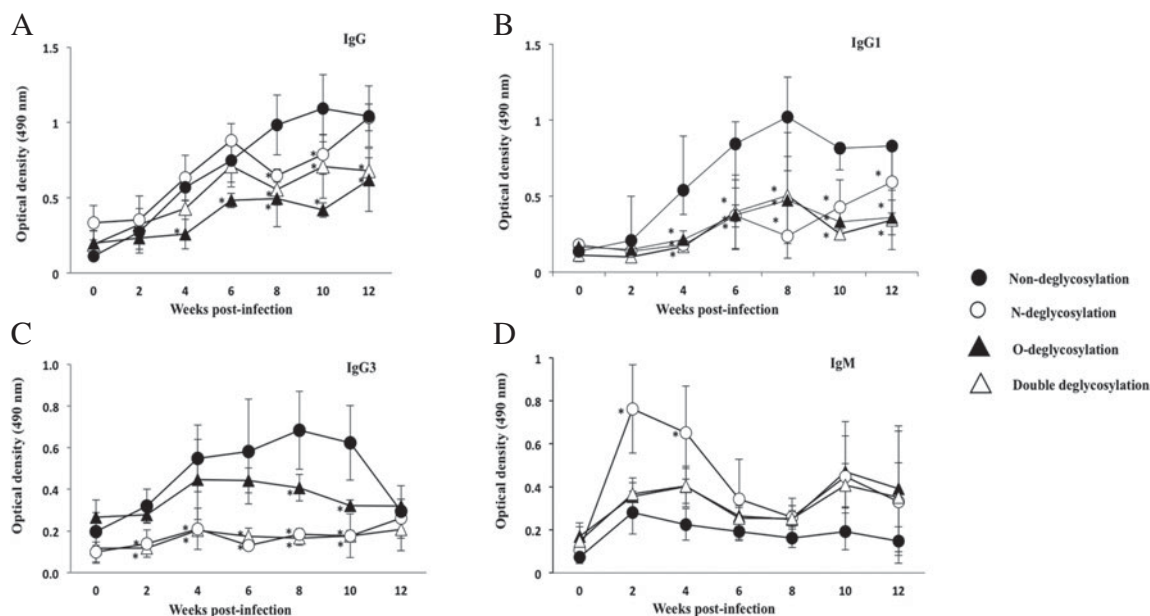 A
IgG
Optical density (490 nm)
1.5
1
0.5
0
0 2 4 6 8 10 12
Weeks post-infection
B
IgG1
Optical density (490 nm)
1.5
1
0.5
0
0 2 4 6 8 10 12
Weeks post-infection
C
IgG3
Optical density (490 nm)
1.0
0.8
0.6
0.4
0.2
0.0
0 2 4 6 8 10 12
Weeks post-infection
D
IgM
Optical density (490 nm)
1
0.8
0.6
0.4
0.2
0
0 2 4 6 8 10 12
Weeks post-infection
Non-deglycosylation
N-deglycosylation
O-deglycosylation
Double deglycosylation